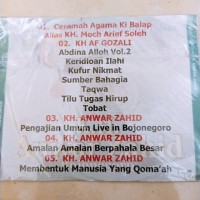 01. Ceramah Agama Ki Balap
Alias KH. Moch Arief Soleh
02. KH AF GOZALI
Abdina Alloh Vol.2
Keridloan Ilahi
Kufur Nikmat
Sumber Bahagia
Taqwa
Tilu Tugas Hirup
Tobat
03. KH. ANWAR ZAHID
Pengajian Umum Live in Bojonegoro
04. KH. ANWAR ZAHID
Amalan Amalan Berpahala Besar
05. KH. ANWAR ZAHID
Membentuk Manusia Yang Qoma'ah